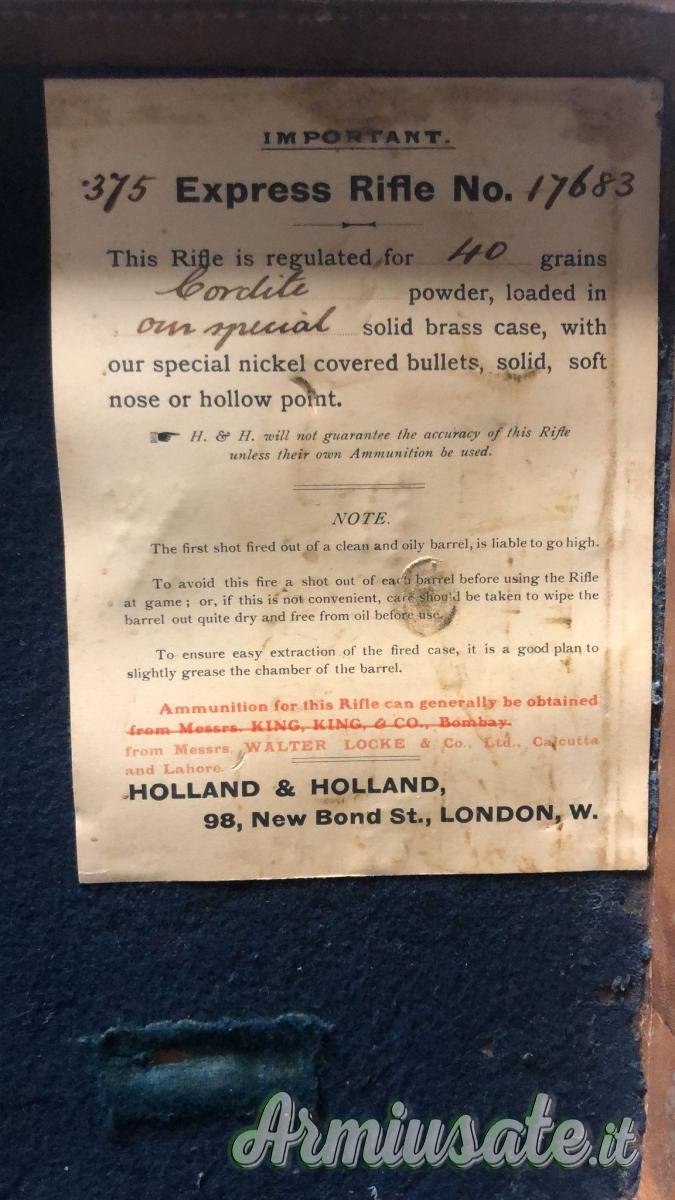 IMPORTANT.
·375 Express Rifle No. 17683
This Rifle is regulated for 40 grains
Cordite powder, loaded in
our special solid brass case, with
our special nickel covered bullets, solid, soft
nose or hollow point.
☛ H. & H. will not guarantee the accuracy of this Rifle
unless their own Ammunition be used.
NOTE.
The first shot fired out of a clean and oily barrel, is liable to go high.
To avoid this fire a shot out of each barrel before using the Rifle
at game; or, if this is not convenient, care should be taken to wipe the
barrel out quite dry and free from oil before use.
To ensure easy extraction of the fired case, it is a good plan to
slightly grease the chamber of the barrel.
Ammunition for this Rifle can generally be obtained
from Messrs. KING, KING, & CO., Bombay.
from Messrs. WALTER LOCKE & Co., Ltd., Calcutta
and Lahore.
HOLLAND & HOLLAND,
98, New Bond St., LONDON, W.
Armiusate.it